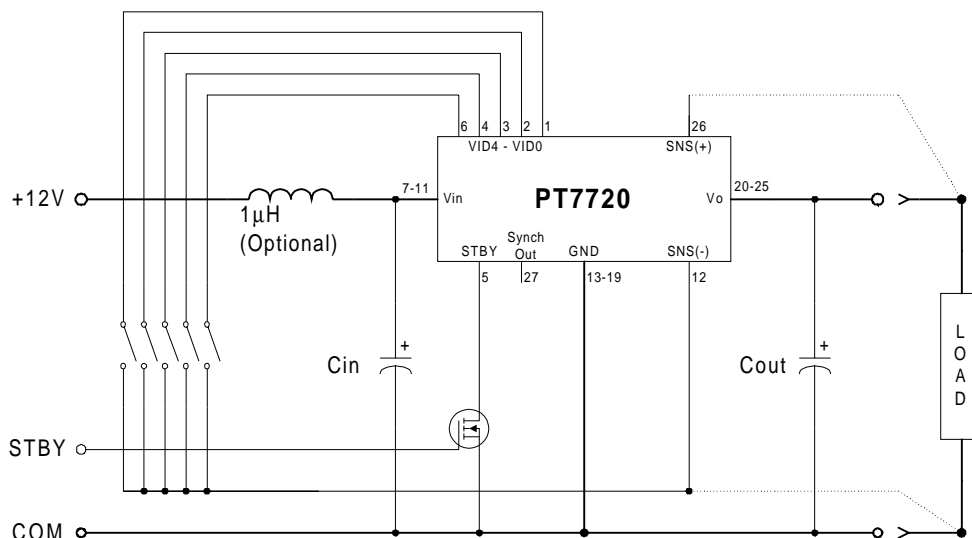 6 4 3 2 1
26
VID4 - VID0
SNS(+)
+12V
7-11
Vin
PT7720
Vo
20-25
1μH
(Optional)
STBY
Synch
Out
GND
SNS(-)
5
27
13-19
12
+
Cin
+
Cout
L
O
A
D
STBY
COM